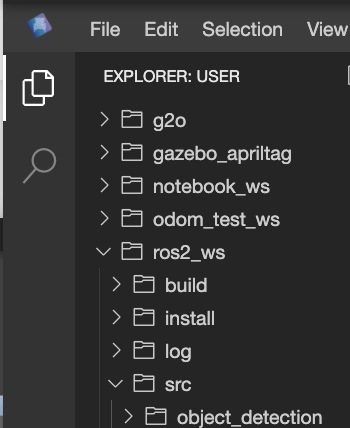 File Edit Selection View
EXPLORER: USER
g2o
gazebo_apriltag
notebook_ws
odom_test_ws
ros2_ws
build
install
log
src
object_detection